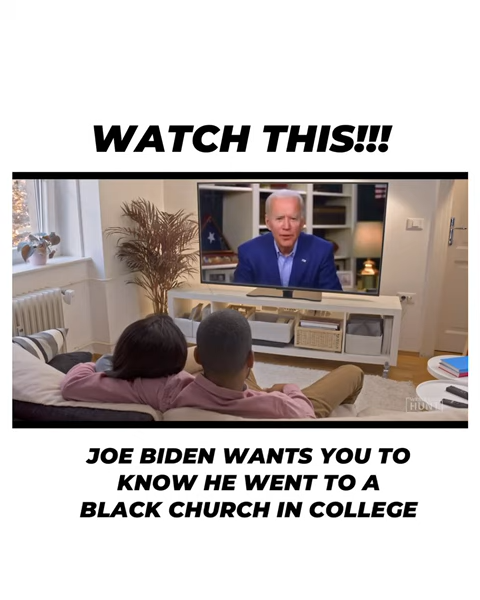 WATCH THIS!!!
JOE BIDEN WANTS YOU TO
KNOW HE WENT TO A
BLACK CHURCH IN COLLEGE